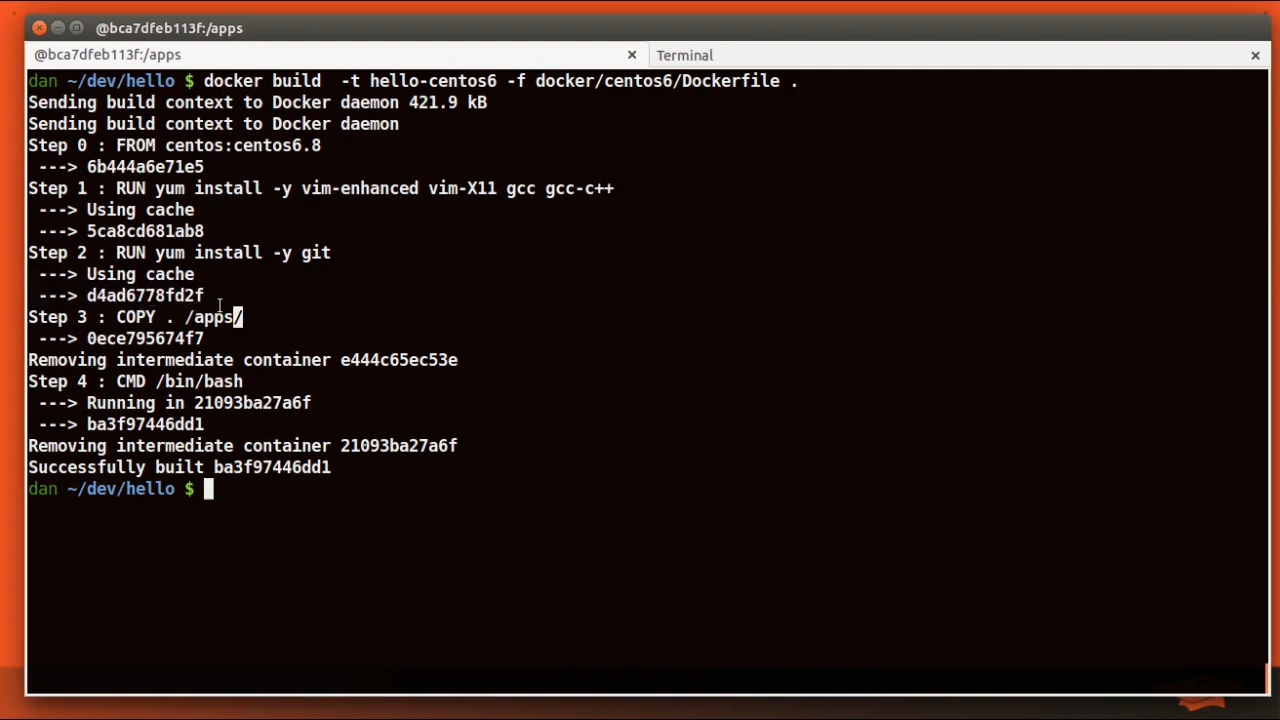 @bca7dfeb113f:/apps
@bca7dfeb113f:/apps
Terminal
dan ~/dev/hello $ docker build  -t hello-centos6 -f docker/centos6/Dockerfile .
Sending build context to Docker daemon 421.9 kB
Sending build context to Docker daemon
Step 0 : FROM centos:centos6.8
 ---> 6b444a6e71e5
Step 1 : RUN yum install -y vim-enhanced vim-X11 gcc gcc-c++
 ---> Using cache
 ---> 5ca8cd681ab8
Step 2 : RUN yum install -y git
 ---> Using cache
 ---> d4ad6778fd2f
Step 3 : COPY . /apps/
 ---> 0ece795674f7
Removing intermediate container e444c65ec53e
Step 4 : CMD /bin/bash
 ---> Running in 21093ba27a6f
 ---> ba3f97446dd1
Removing intermediate container 21093ba27a6f
Successfully built ba3f97446dd1
dan ~/dev/hello $